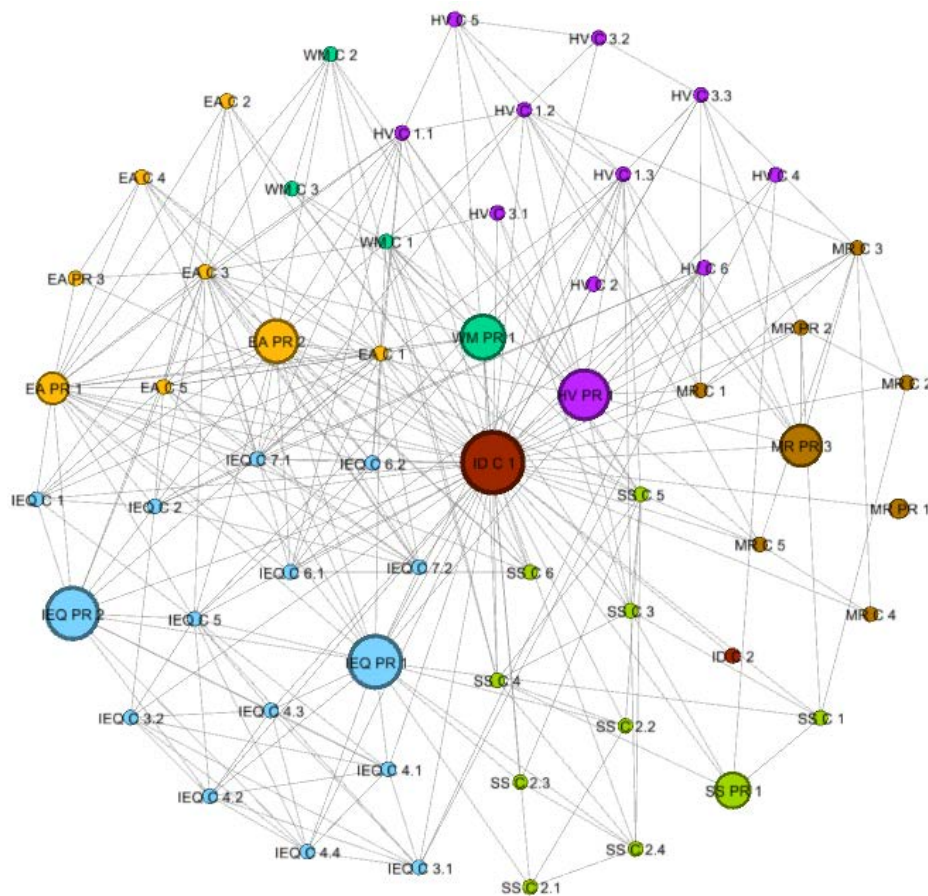 HV C 5
HV C 3.2
WM C 2
HV C 3.3
EA C 2
HV C 1.2
HV C 1.1
EA C 4
HV C 1.3
HV C 4
WM C 3
HV C 3.1
WM C 1
MR C 3
EA PR 3
EA C 3
HV C 2
HV C 6
MR PR 2
EA PR 2
WM PR 1
EA C 1
EA PR 1
EA C 5
HV PR 1
MR C 1
MR C 2
MR PR 3
IEQ C 7.1
IEQ C 6.2
ID C 1
IEQ C 1
IEQ C 2
SS C 5
MR PR 1
MR C 5
IEQ C 6.1
IEQ C 7.2
SS C 6
IEQ PR 2
IEQ C 5
SS C 3
MR C 4
IEQ PR 1
ID C 2
SS C 4
IEQ C 3.2
IEQ C 4.3
SS C 2.2
SS C 1
IEQ C 4.1
SS C 2.3
SS PR 1
IEQ C 4.2
IEQ C 4.4
SS C 2.4
IEQ C 3.1
SS C 2.1